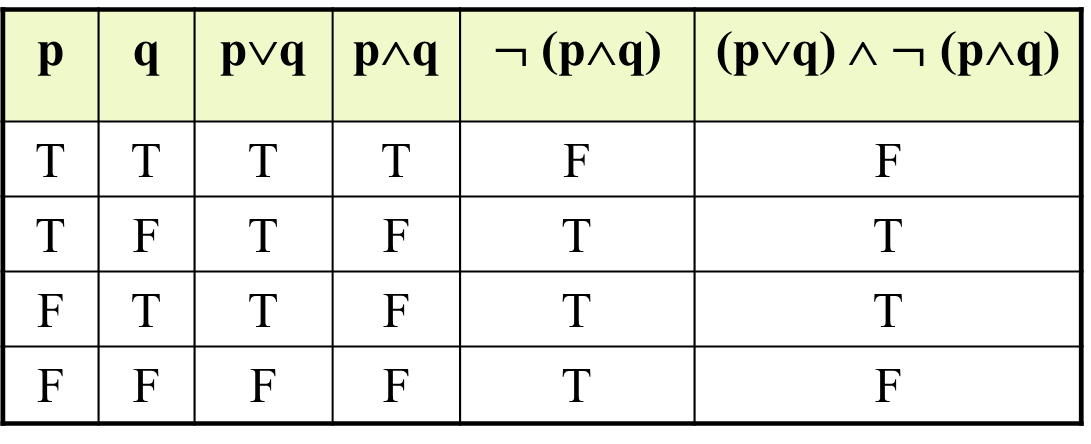 p q p∨q p∧q ¬ (p∧q) (p∨q) ∧ ¬ (p∧q)
T T T T F F
T F T F T T
F T T F T T
F F F F T F